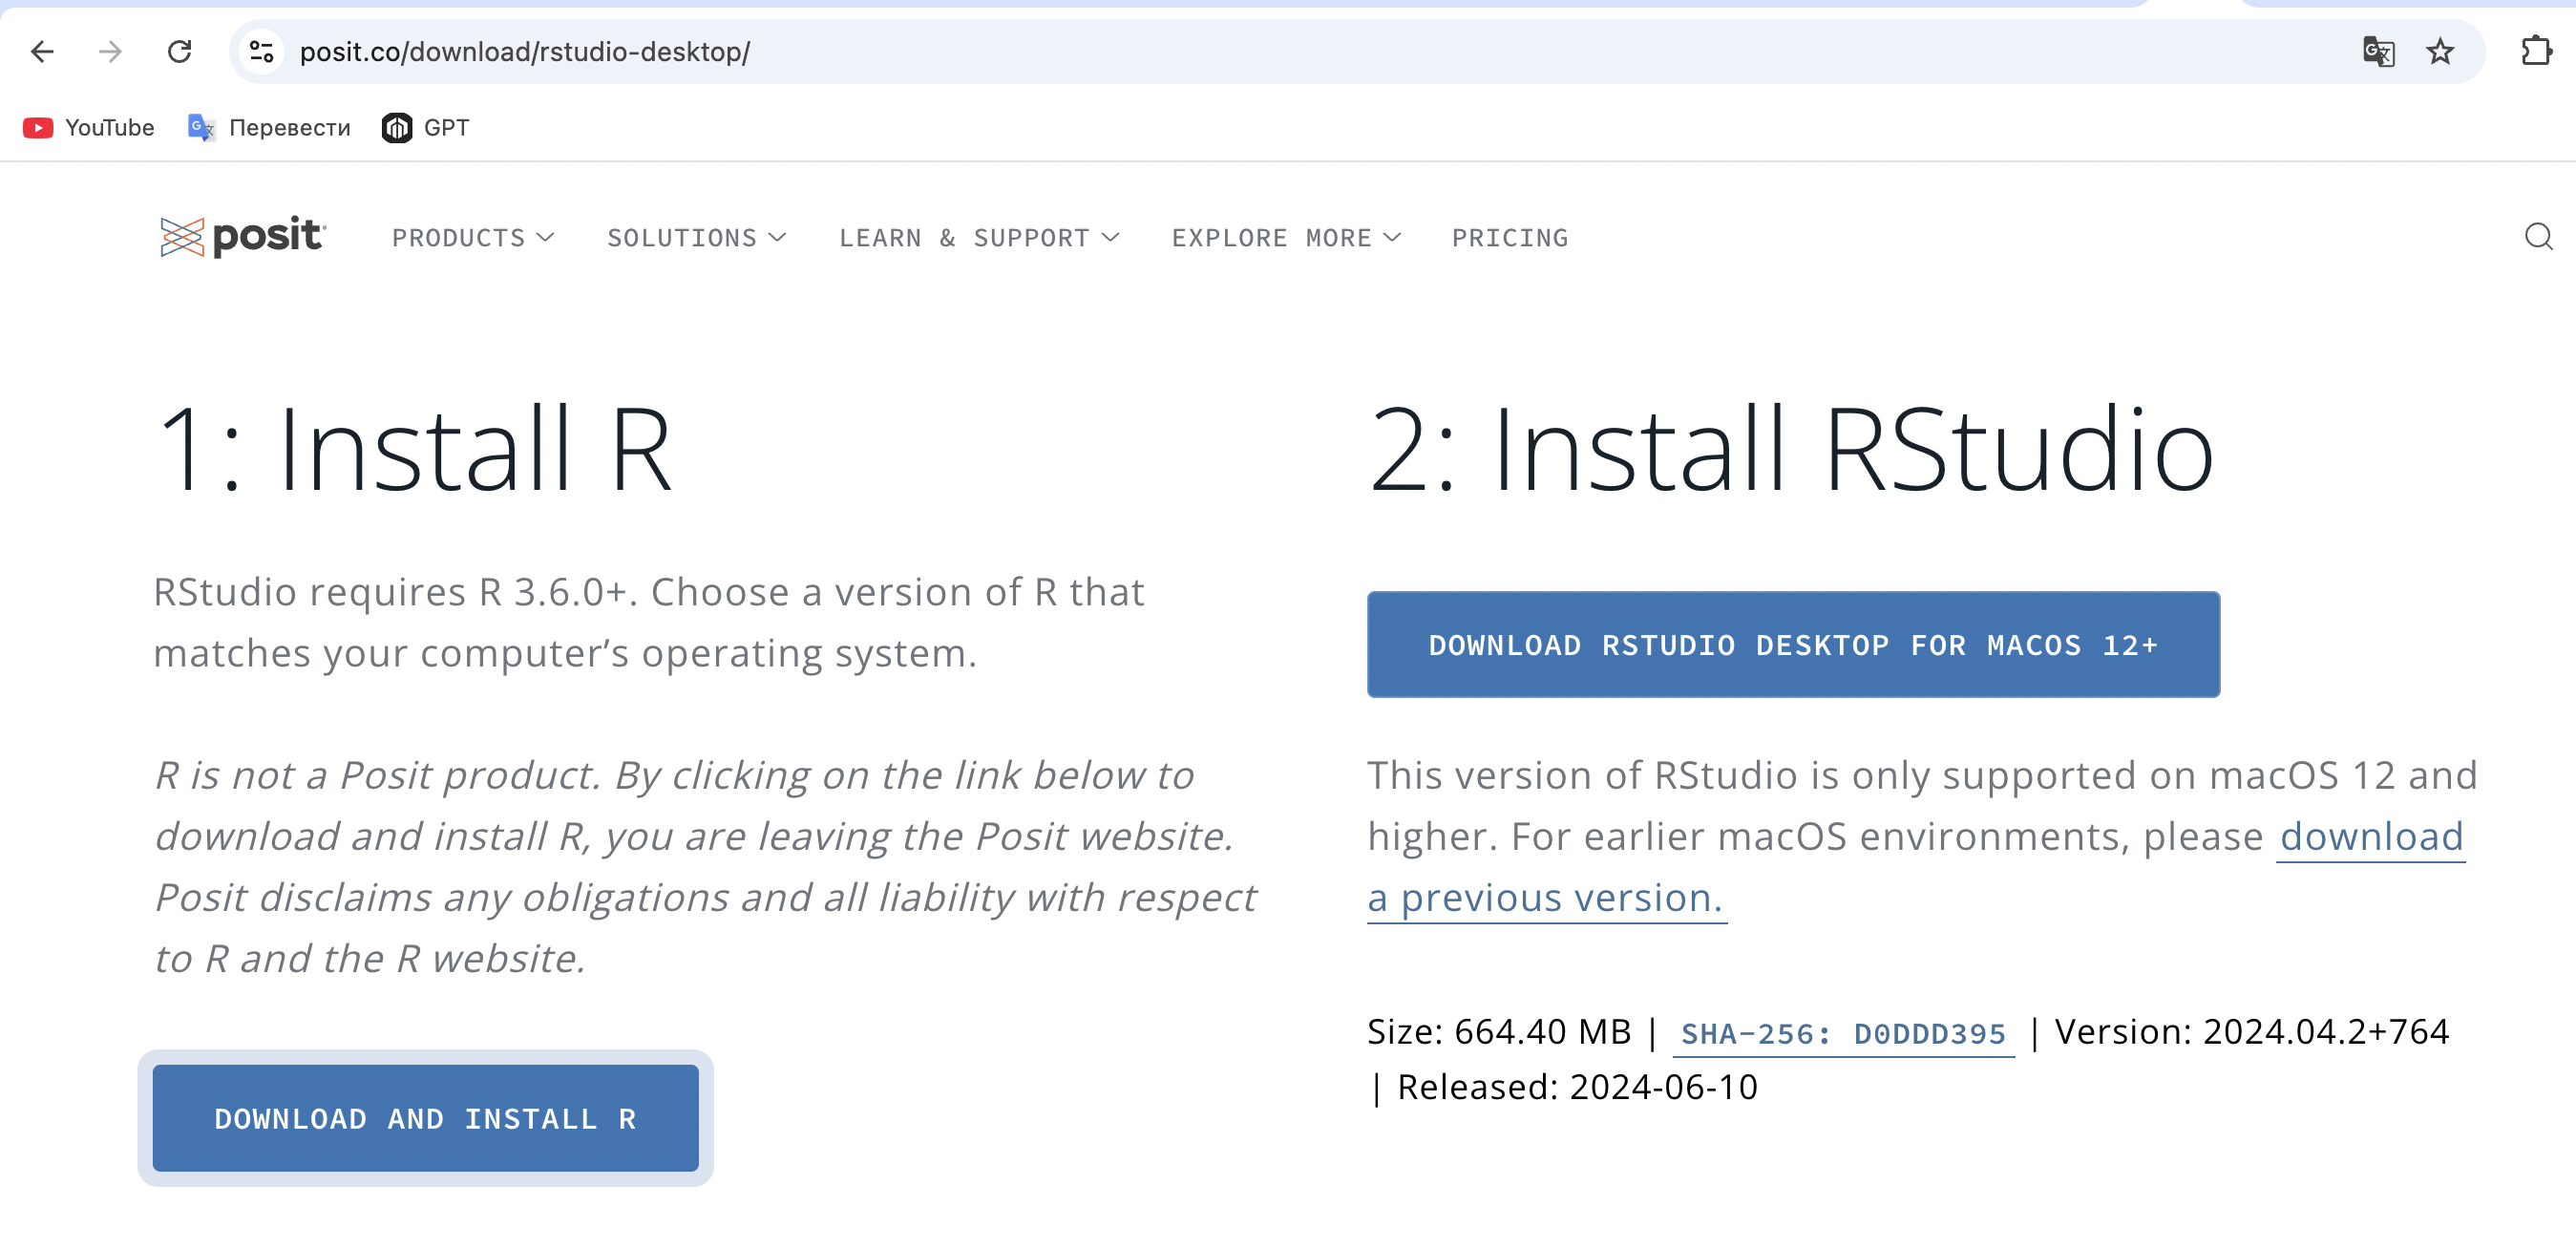 posit.co/download/rstudio-desktop/
YouTube Перевести GPT
posit PRODUCTS SOLUTIONS LEARN & SUPPORT EXPLORE MORE PRICING
1: Install R
RStudio requires R 3.6.0+. Choose a version of R that
matches your computer’s operating system.
R is not a Posit product. By clicking on the link below to
download and install R, you are leaving the Posit website.
Posit disclaims any obligations and all liability with respect
to R and the R website.
DOWNLOAD AND INSTALL R
2: Install RStudio
DOWNLOAD RSTUDIO DESKTOP FOR MACOS 12+
This version of RStudio is only supported on macOS 12 and
higher. For earlier macOS environments, please download
a previous version.
Size: 664.40 MB | SHA-256: D0DDD395 | Version: 2024.04.2+764
| Released: 2024-06-10